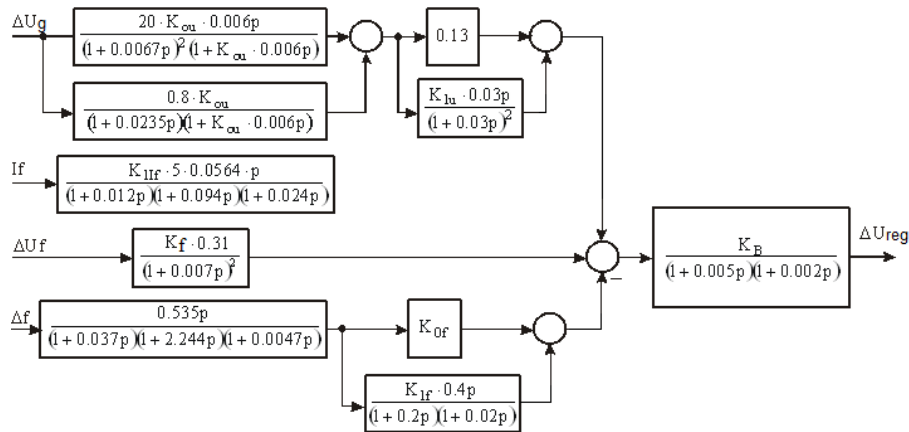 ΔUg
20 · K_ou · 0.006p
(1+0.0067p)²(1+K_ou · 0.006p)
0.13
0.8 · K_ou
(1+0.0235p)(1+K_ou · 0.006p)
K_1u · 0.03p
(1+0.03p)²
If
K_1If · 5 · 0.0564 · p
(1+0.012p)(1+0.094p)(1+0.024p)
ΔUf
K_f · 0.31
(1+0.007p)²
–
K_B
(1+0.005p)(1+0.002p)
ΔUreg
Δf
0.535p
(1+0.037p)(1+2.244p)(1+0.0047p)
K_0f
K_1f · 0.4p
(1+0.2p)(1+0.02p)